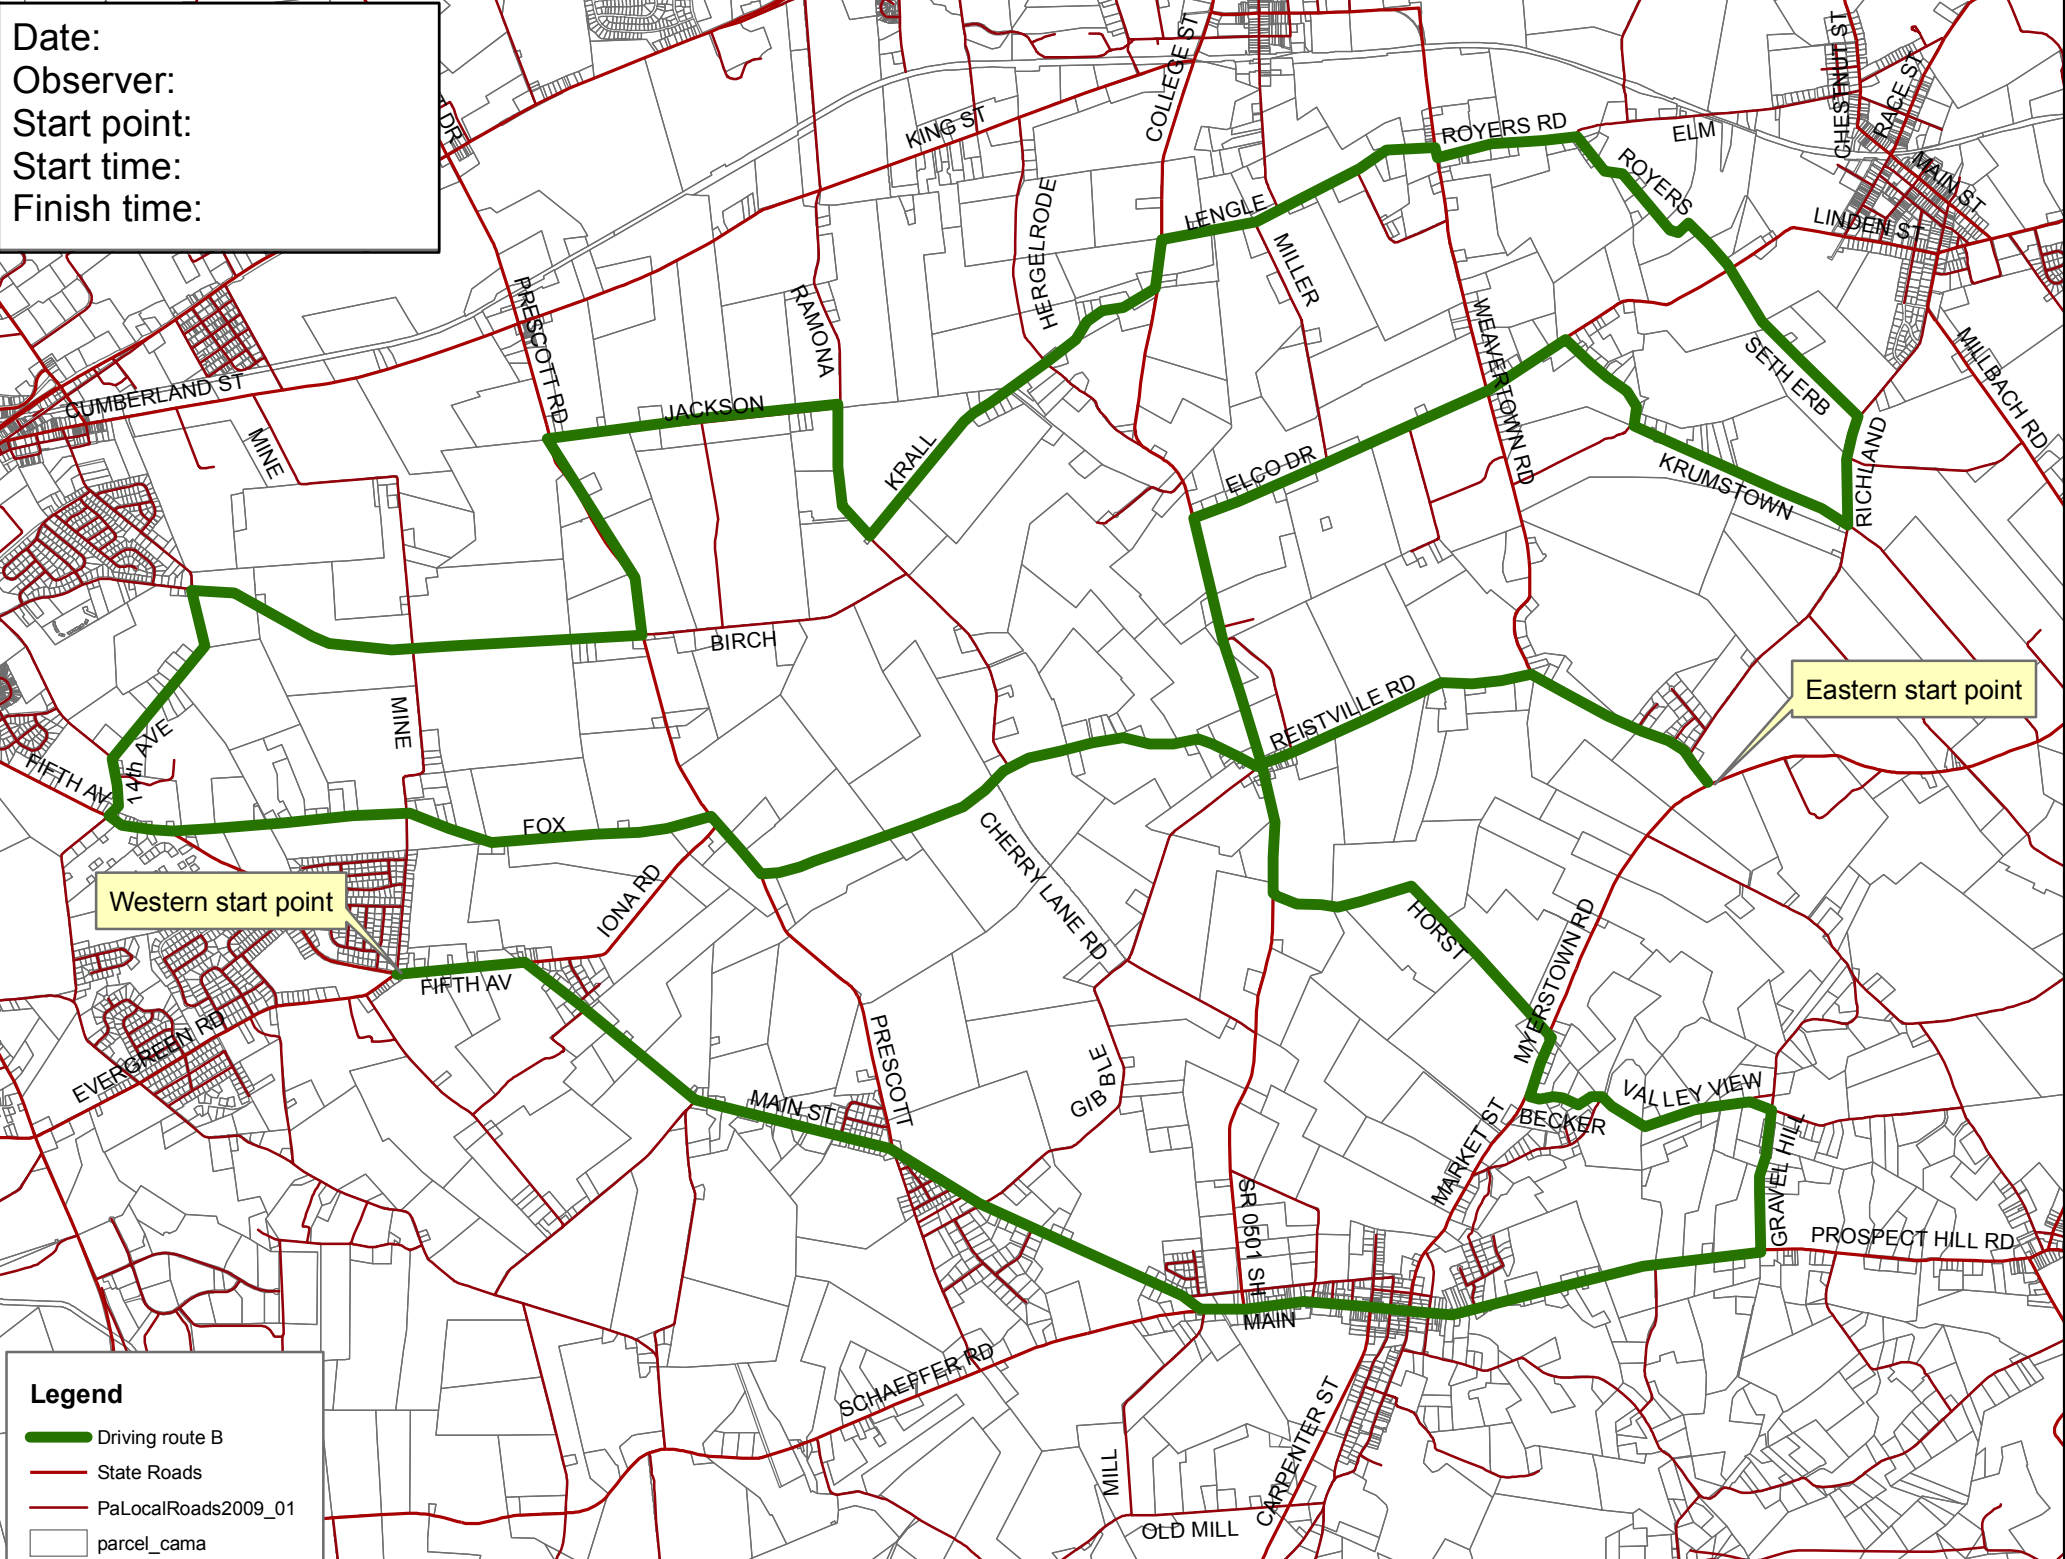 Date:
Observer:
Start point:
Start time:
Finish time:
COLLEGE ST
KING ST
ROYERS RD
ELM
CHESTNUT ST
RACE ST
MAIN ST
LINDEN ST
ROYERS
LENGLE
MILLER
HERGELRODE
RAMONA
PRESCOTT RD
CUMBERLAND ST
MINE
JACKSON
KRALL
ELCO DR
WEAVERTOWN RD
SETH ERB
MILLBACH RD
KRUMSTOWN
RICHLAND
BIRCH
MINE
14th AVE
FIFTH AV
REISTVILLE RD
Eastern start point
FOX
IONA RD
CHERRY LANE RD
Western start point
FIFTH AV
HORST
MYERSTOWN RD
EVERGREEN RD
PRESCOTT
MAIN ST
GIBBLE
VALLEY VIEW
BECKER
MARKET ST
GRAVEL HILL
PROSPECT HILL RD
SR 0501 SH
MAIN
SCHAEFFER RD
CARPENTER ST
MILL
OLD MILL
Legend
Driving route B
State Roads
PaLocalRoads2009_01
parcel_cama